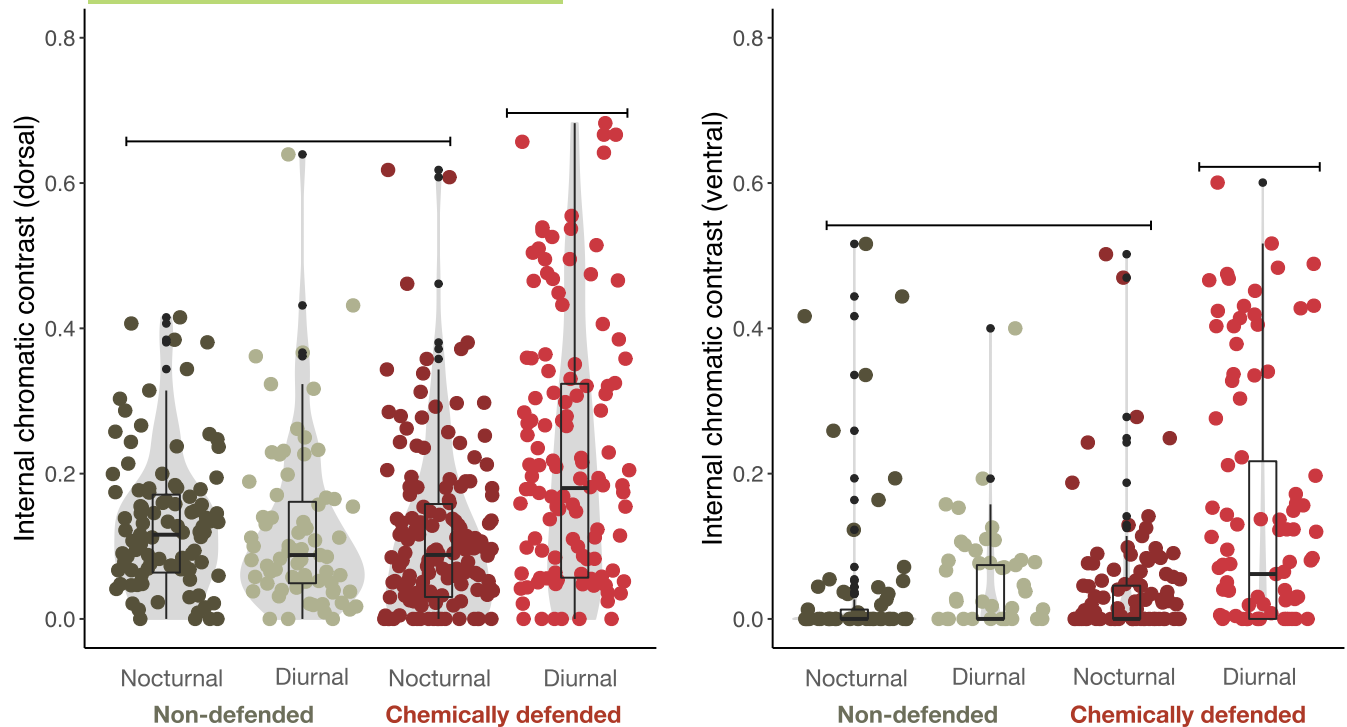 Internal chromatic contrast (dorsal)
0.8
0.6
0.4
0.2
0.0
Nocturnal Diurnal Nocturnal Diurnal
Non-defended Chemically defended
Internal chromatic contrast (ventral)
0.8
0.6
0.4
0.2
0.0
Nocturnal Diurnal Nocturnal Diurnal
Non-defended Chemically defended